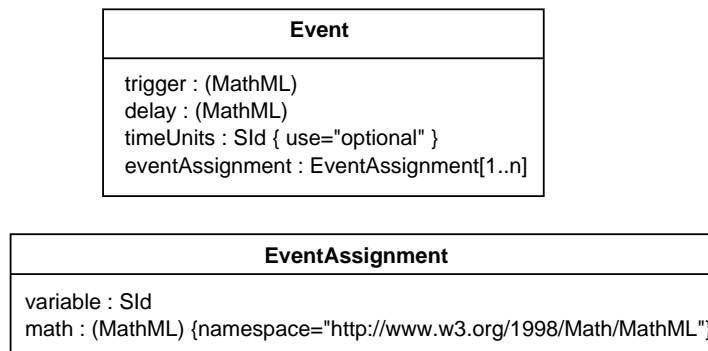 Event
trigger : (MathML)
delay : (MathML)
timeUnits : SId { use="optional" }
eventAssignment : EventAssignment[1..n]
EventAssignment
variable : SId
math : (MathML) {namespace="http://www.w3.org/1998/Math/MathML"}